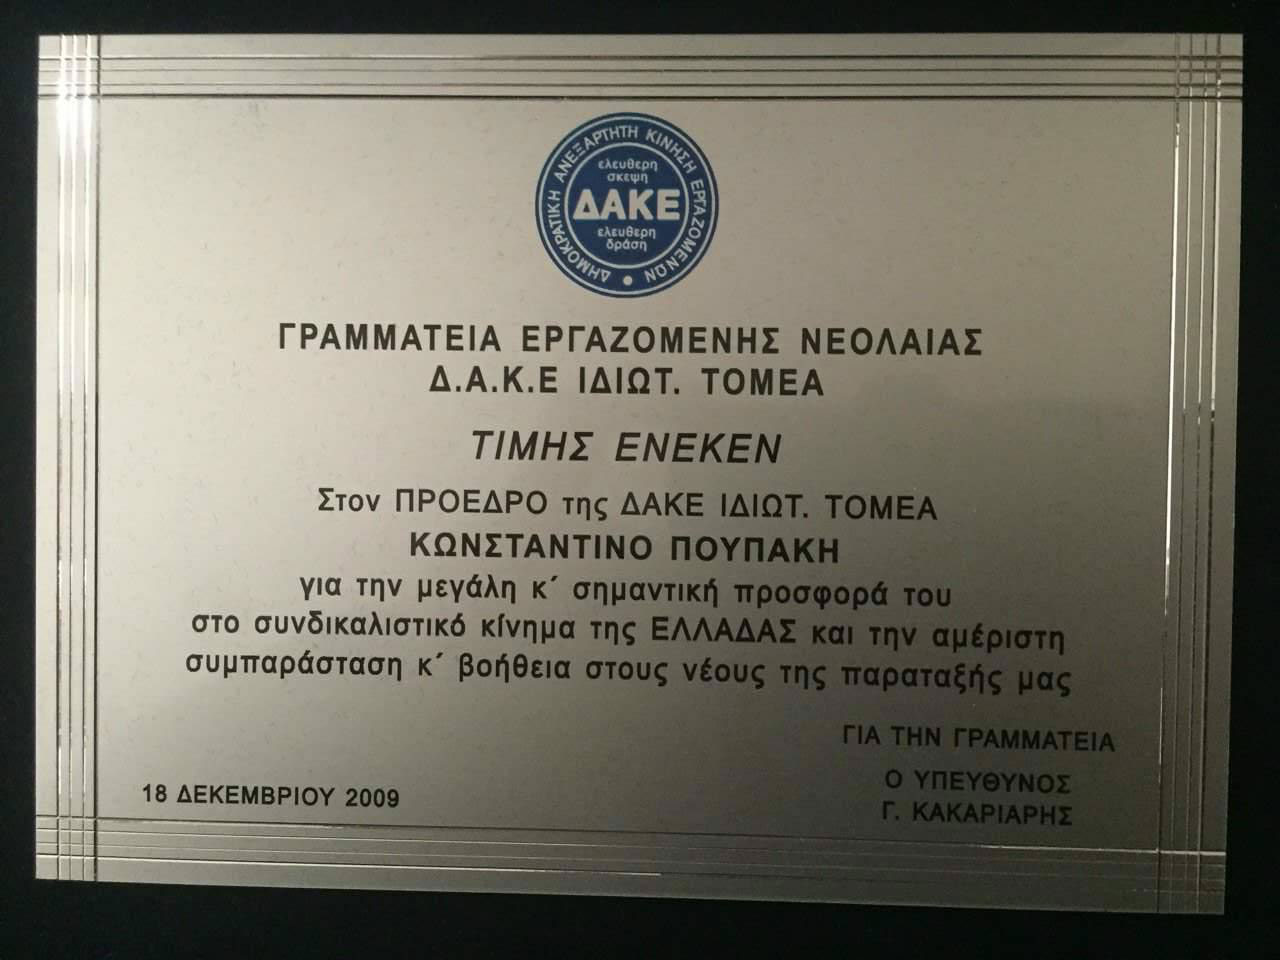 ΔΗΜΟΚΡΑΤΙΚΗ ΑΝΕΞΑΡΤΗΤΗ ΚΙΝΗΣΗ ΕΡΓΑΖΟΜΕΝΩΝ
ελευθερη
σκεψη
ΔΑΚΕ
ελευθερη
δράση
ΓΡΑΜΜΑΤΕΙΑ ΕΡΓΑΖΟΜΕΝΗΣ ΝΕΟΛΑΙΑΣ
Δ.Α.Κ.Ε ΙΔΙΩΤ. ΤΟΜΕΑ
ΤΙΜΗΣ ΕΝΕΚΕΝ
Στον ΠΡΟΕΔΡΟ της ΔΑΚΕ ΙΔΙΩΤ. ΤΟΜΕΑ
ΚΩΝΣΤΑΝΤΙΝΟ ΠΟΥΠΑΚΗ
για την μεγάλη κ΄ σημαντική προσφορά του
στο συνδικαλιστικό κίνημα της ΕΛΛΑΔΑΣ και την αμέριστη
συμπαράσταση κ΄ βοήθεια στους νέους της παραταξής μας
ΓΙΑ ΤΗΝ ΓΡΑΜΜΑΤΕΙΑ
Ο ΥΠΕΥΘΥΝΟΣ
Γ. ΚΑΚΑΡΙΑΡΗΣ
18 ΔΕΚΕΜΒΡΙΟΥ 2009